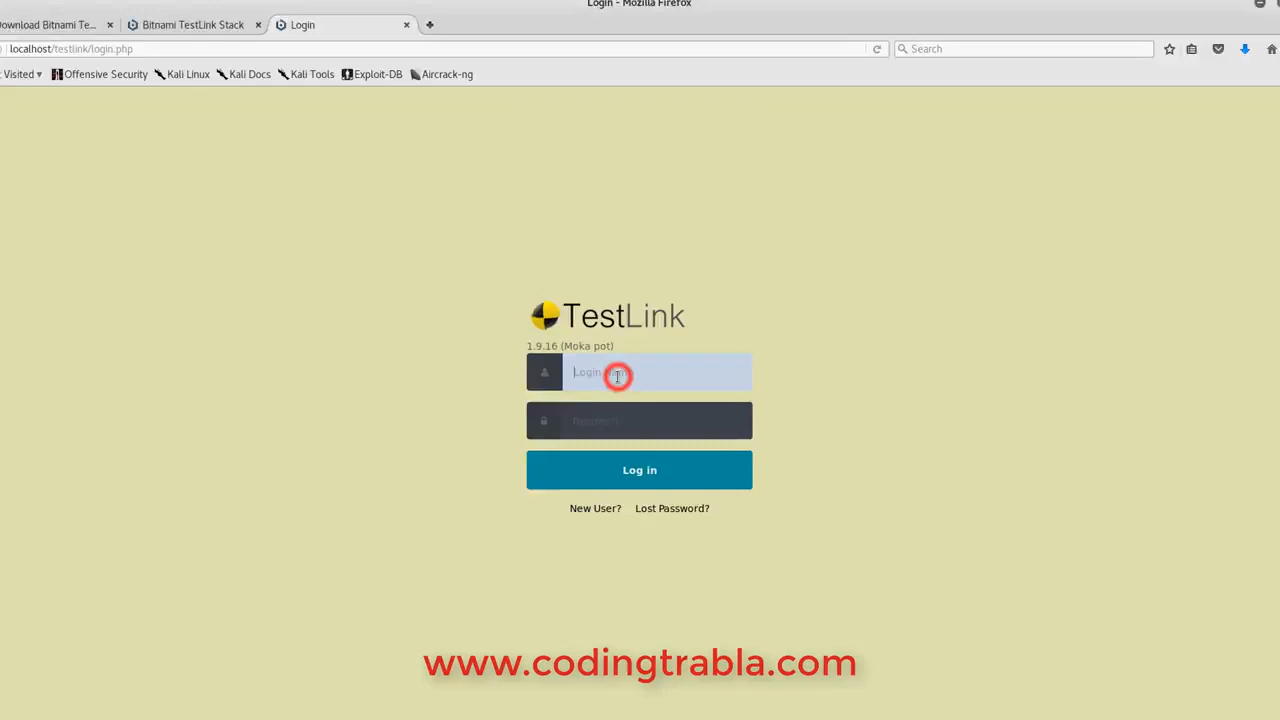 Login - Mozilla Firefox
ownload Bitnami Te...
Bitnami TestLink Stack
Login
localhost/testlink/login.php
Search
Visited
Offensive Security
Kali Linux
Kali Docs
Kali Tools
Exploit-DB
Aircrack-ng
TestLink
1.9.16 (Moka pot)
Login
Password
Log in
New User? Lost Password?
www.codingtrabla.com